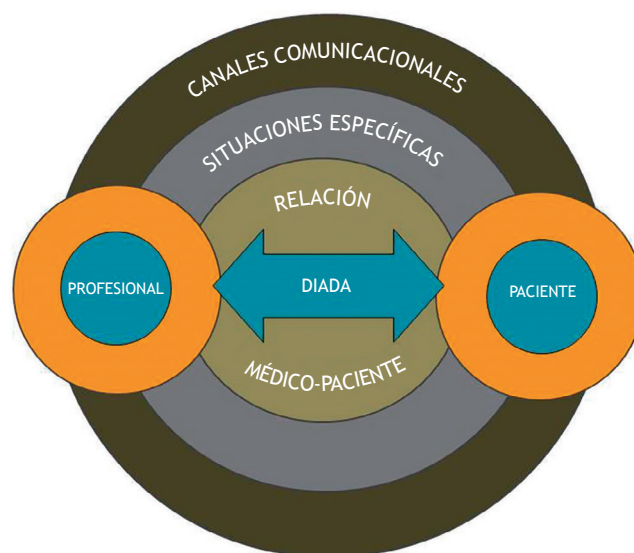 CANALES COMUNICACIONALES
SITUACIONES ESPECÍFICAS
RELACIÓN
PROFESIONAL
DIADA
PACIENTE
MÉDICO-PACIENTE